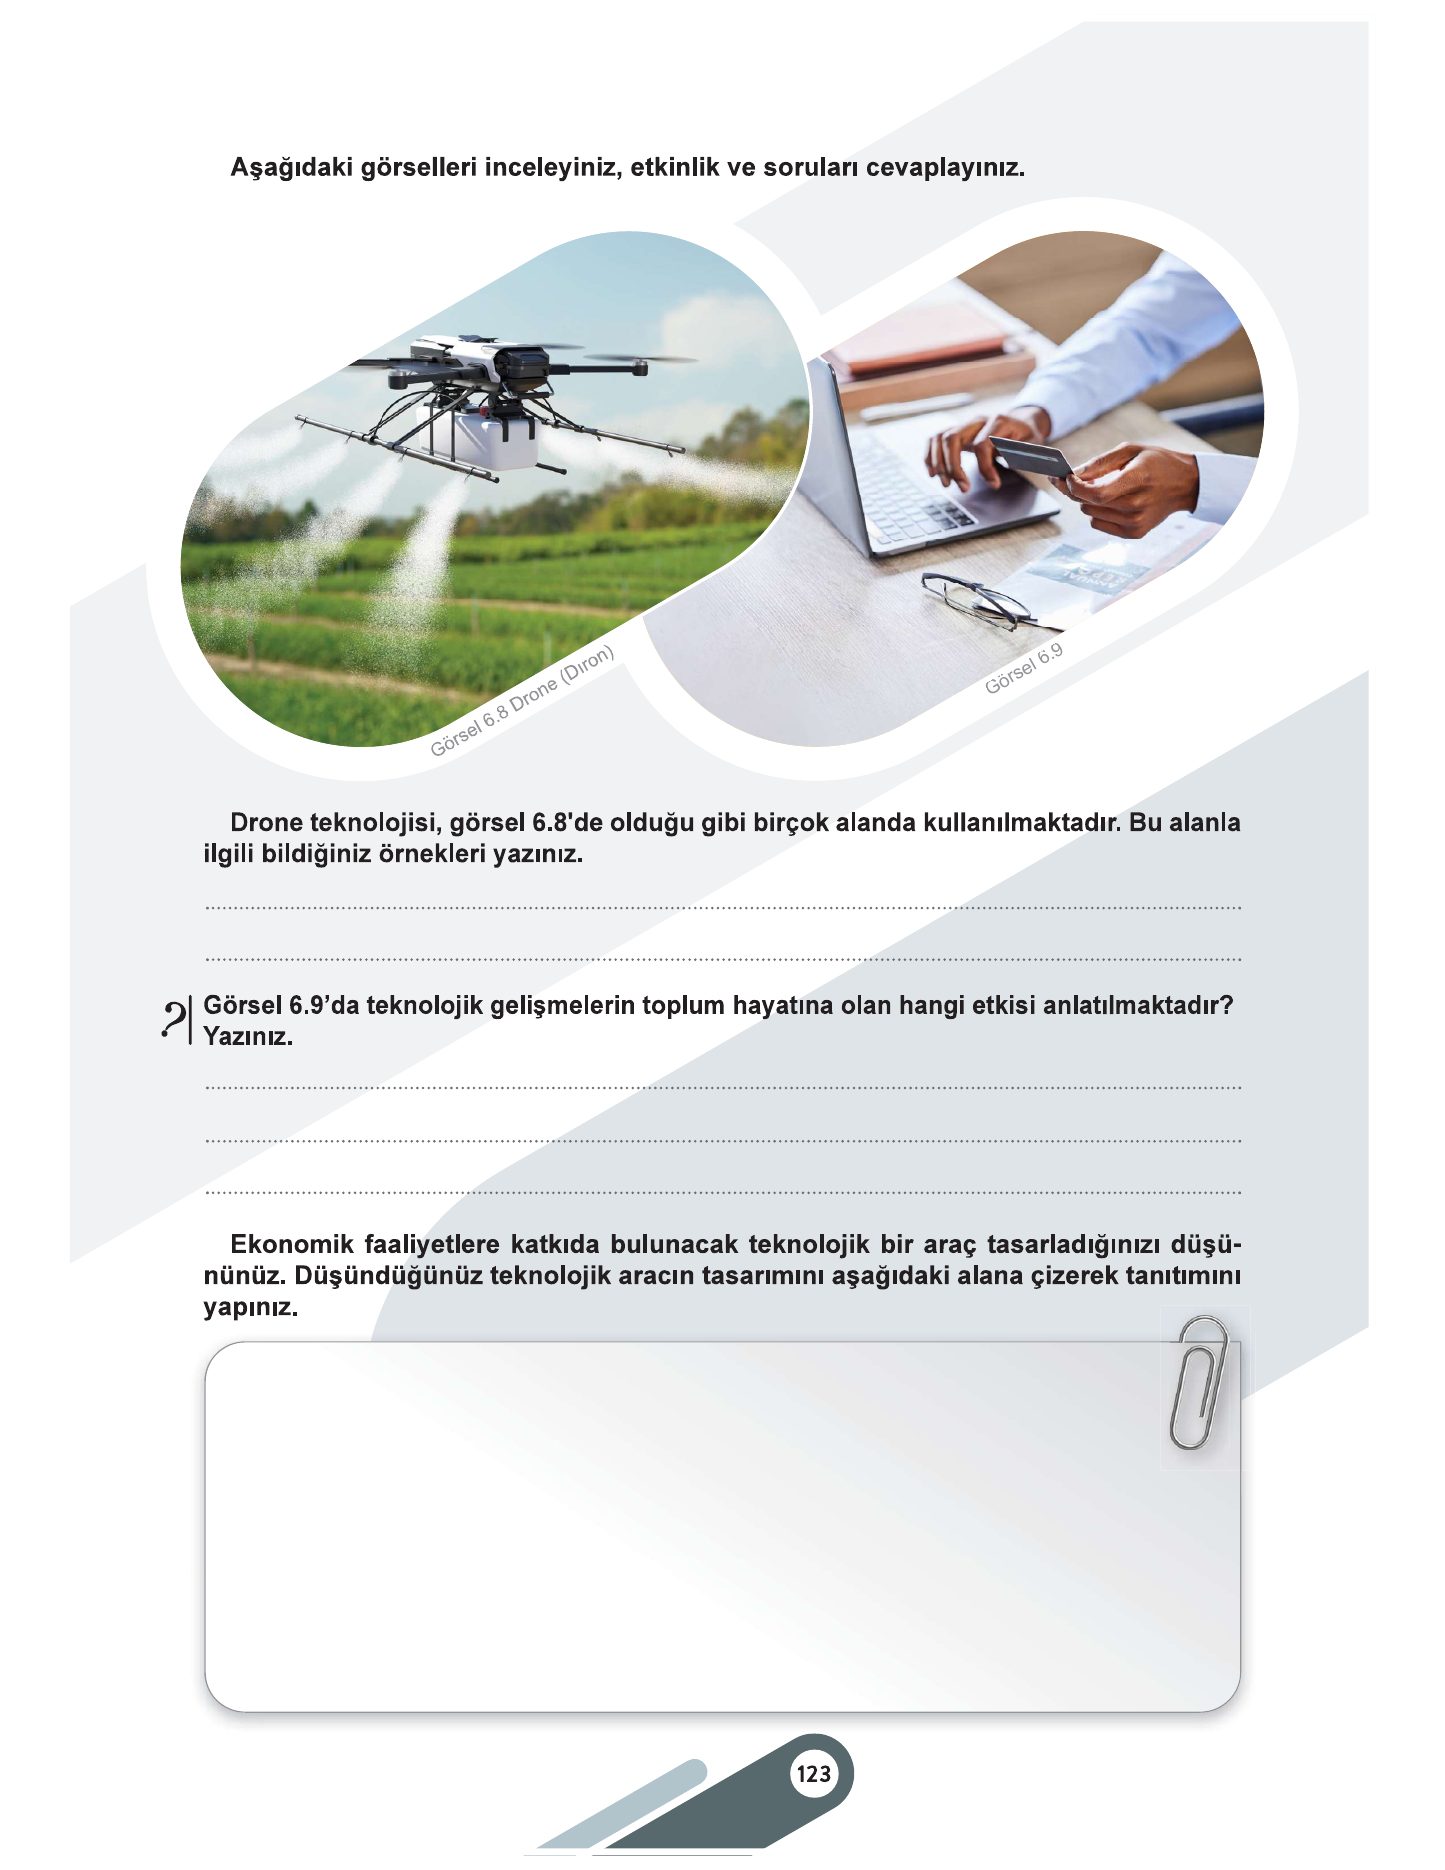 Aşağıdaki görselleri inceleyiniz, etkinlik ve soruları cevaplayınız.
Görsel 6.8 Drone (Dıron)
Görsel 6.9
Drone teknolojisi, görsel 6.8'de olduğu gibi birçok alanda kullanılmaktadır. Bu alanla
ilgili bildiğiniz örnekleri yazınız.
Görsel 6.9’da teknolojik gelişmelerin toplum hayatına olan hangi etkisi anlatılmaktadır?
Yazınız.
Ekonomik faaliyetlere katkıda bulunacak teknolojik bir araç tasarladığınızı düşü-
nünüz. Düşündüğünüz teknolojik aracın tasarımını aşağıdaki alana çizerek tanıtımını
yapınız.
123